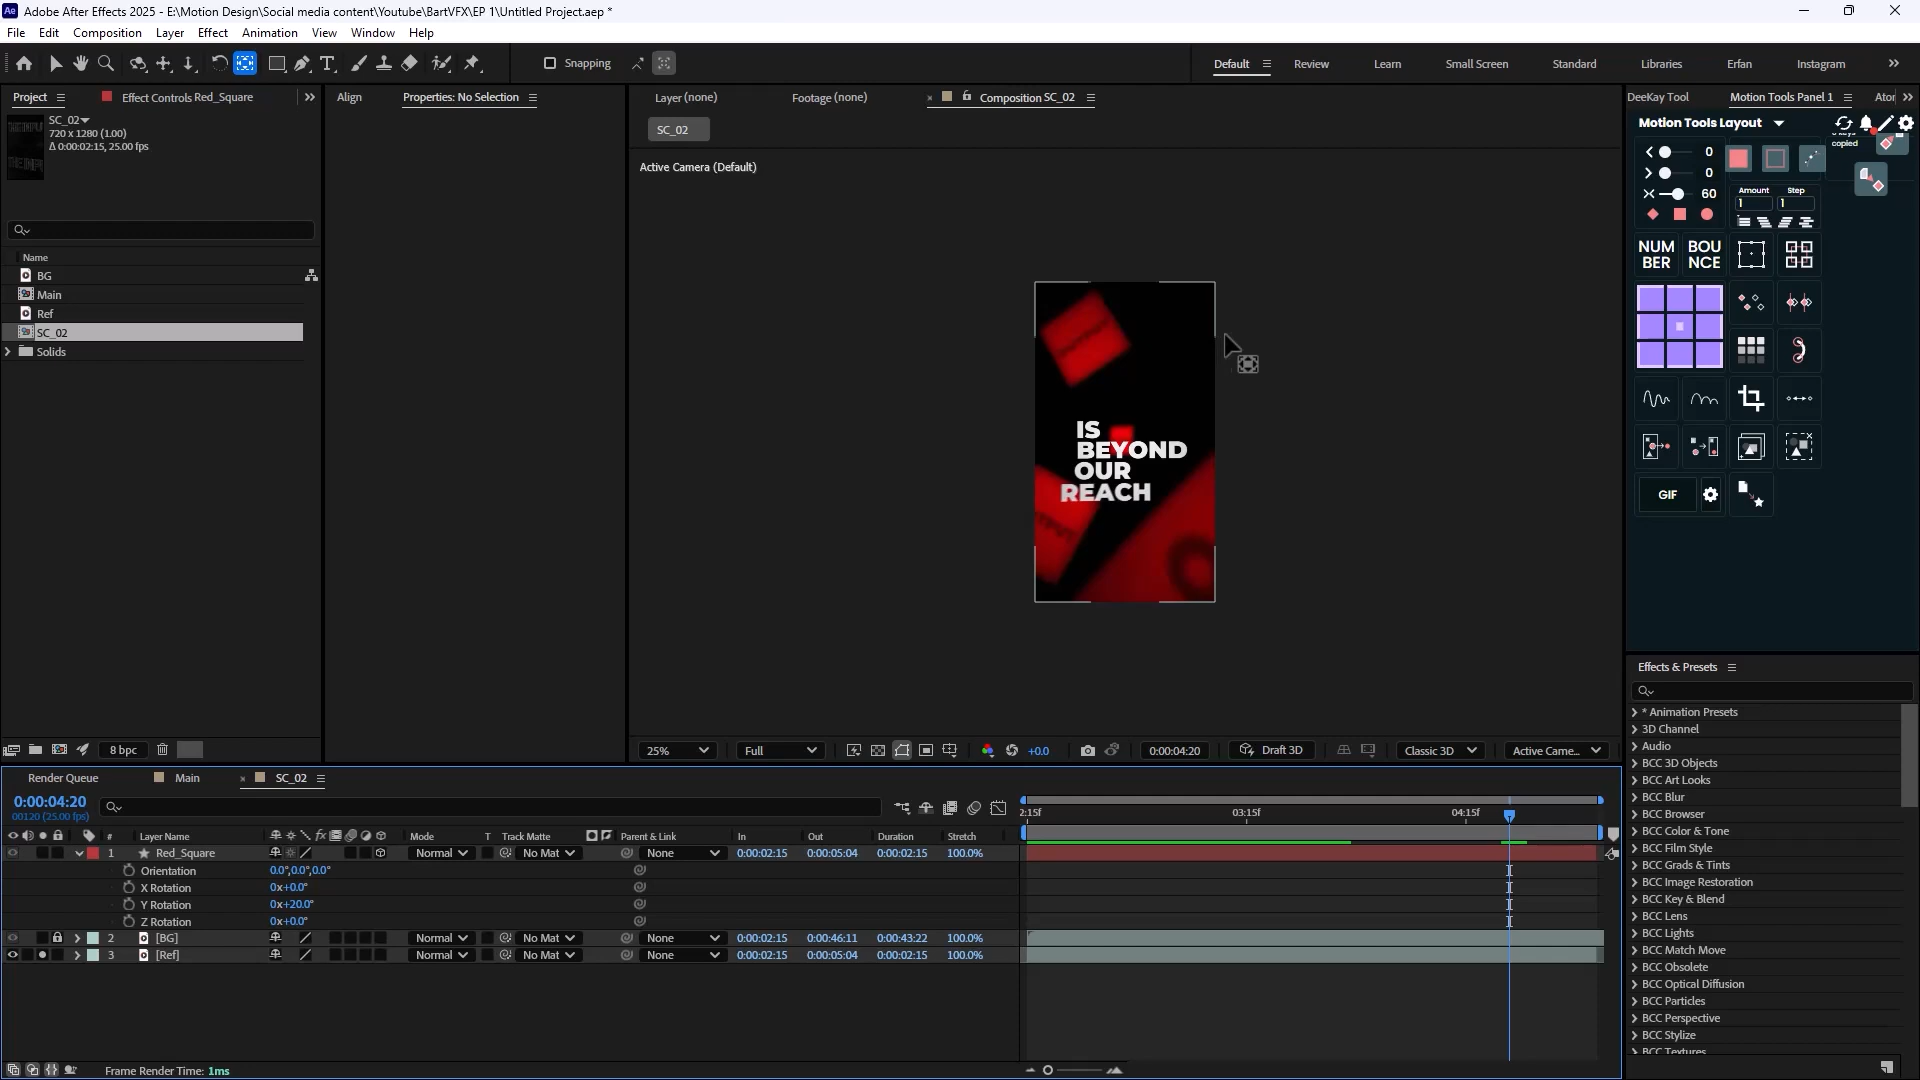 Adobe After Effects 2025 - E:\Motion Design\Social media content\Youtube\BartVFX\EP 1\Untitled Project.aep *
File Edit Composition Layer Effect Animation View Window Help
Snapping
Default Review Learn Small Screen Standard Libraries Erfan Instagram
Project Effect Controls Red_Square Align Properties: No Selection Layer (none) Footage (none) Composition SC_02 DeeKay Tool Motion Tools Panel 1
SC_02
720 x 1280 (1.00)
Δ 0:00:02:15, 25.00 fps
SC_02
Active Camera (Default)
Motion Tools Layout
copied
0
0
60
Amount Step
1 1
NUM
BER
BOU
NCE
GIF
Name
BG
Main
Ref
SC_02
Solids
IS
BEYOND
OUR
REACH
Effects & Presets
* Animation Presets
3D Channel
Audio
BCC 3D Objects
BCC Art Looks
BCC Blur
BCC Browser
BCC Color & Tone
BCC Film Style
BCC Grads & Tints
BCC Image Restoration
BCC Key & Blend
BCC Lens
BCC Lights
BCC Match Move
BCC Obsolete
BCC Optical Diffusion
BCC Particles
BCC Perspective
BCC Stylize
BCC Textures
8 bpc
25% Full +0.0 0:00:04:20 Draft 3D Classic 3D Active Came...
Render Queue Main SC_02
0:00:04:20
00120 (25.00 fps)
2:15f 03:15f 04:15f
# Layer Name Mode T Track Matte Parent & Link In Out Duration Stretch
1 Red_Square Normal No Mat None 0:00:02:15 0:00:05:04 0:00:02:15 100.0%
Orientation 0.0°,0.0°,0.0°
X Rotation 0x+0.0°
Y Rotation 0x+20.0°
Z Rotation 0x+0.0°
2 [BG] Normal No Mat None 0:00:02:15 0:00:46:11 0:00:43:22 100.0%
3 [Ref] Normal No Mat None 0:00:02:15 0:00:05:04 0:00:02:15 100.0%
Frame Render Time: 1ms